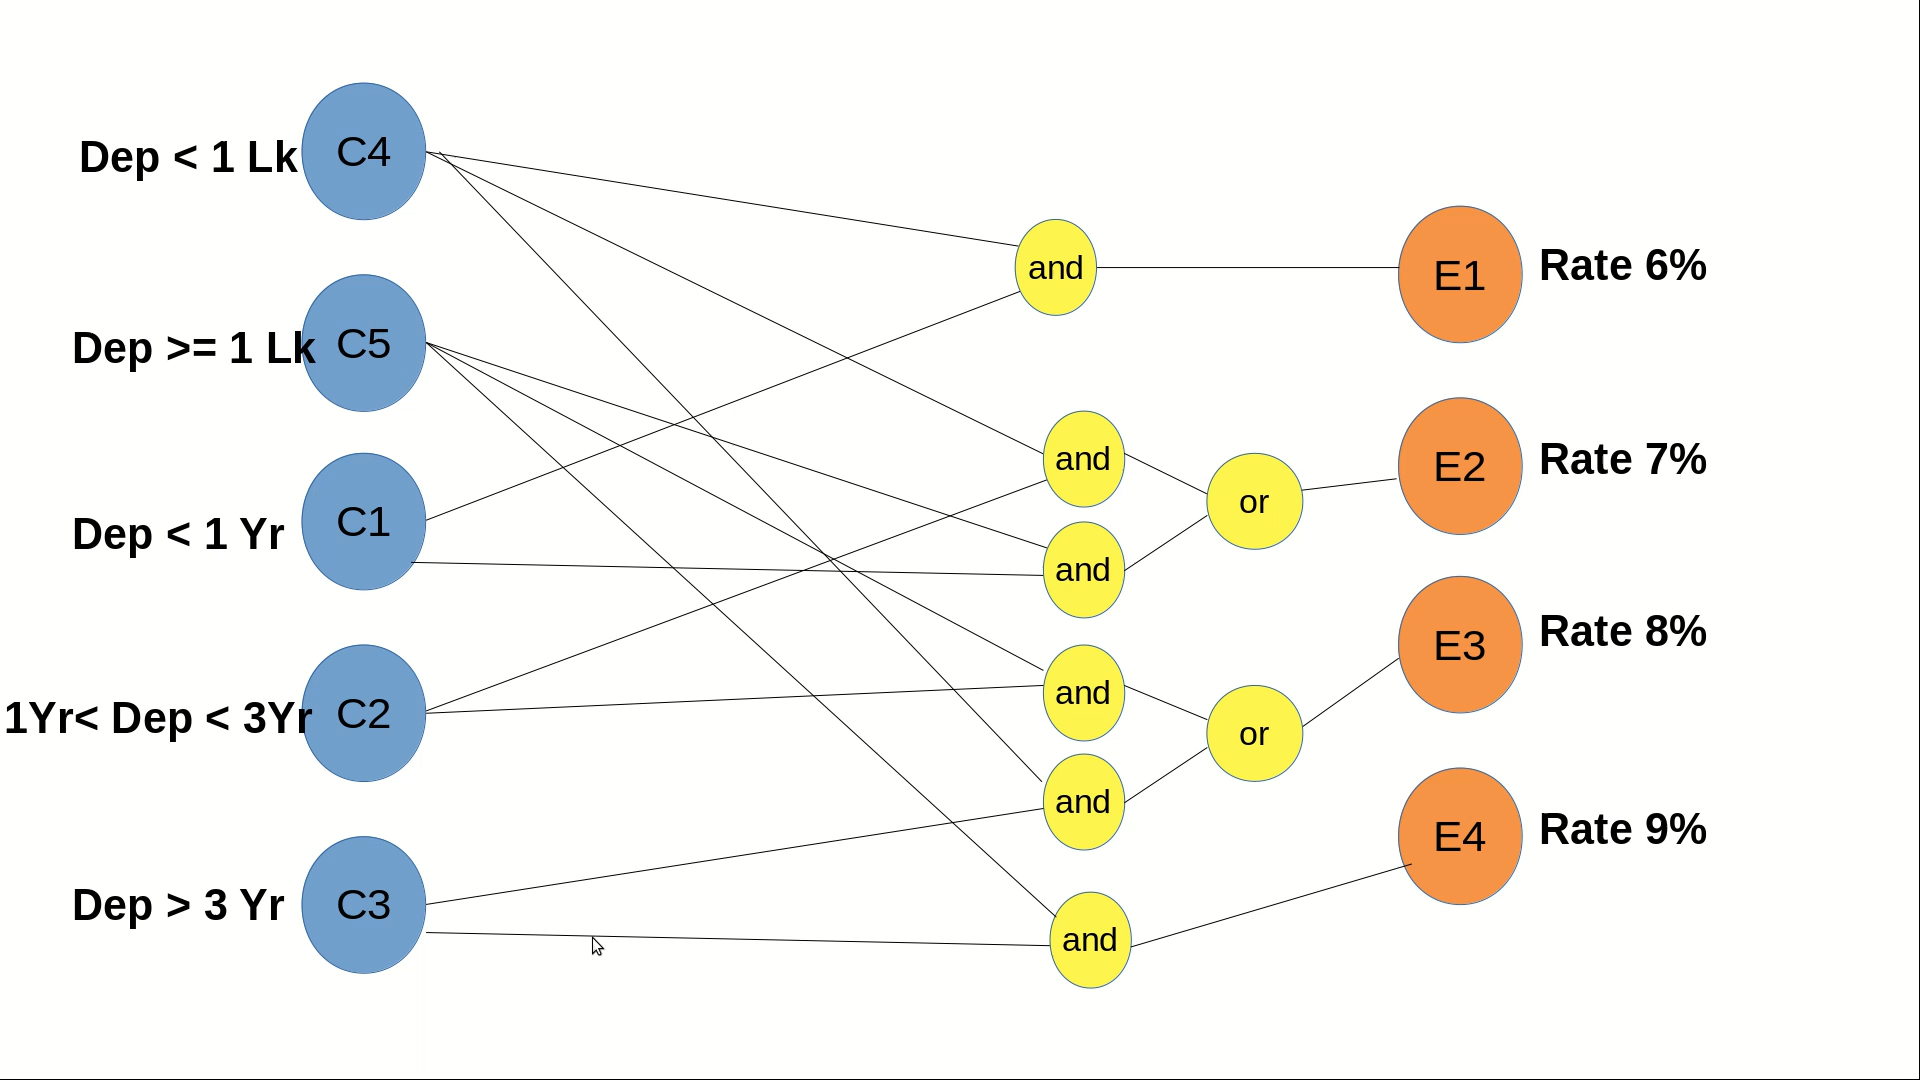 Dep < 1 Lk
C4
Dep >= 1 Lk
C5
Dep < 1 Yr
C1
1Yr< Dep < 3Yr
C2
Dep > 3 Yr
C3
and
and
and
and
and
and
or
or
E1
Rate 6%
E2
Rate 7%
E3
Rate 8%
E4
Rate 9%